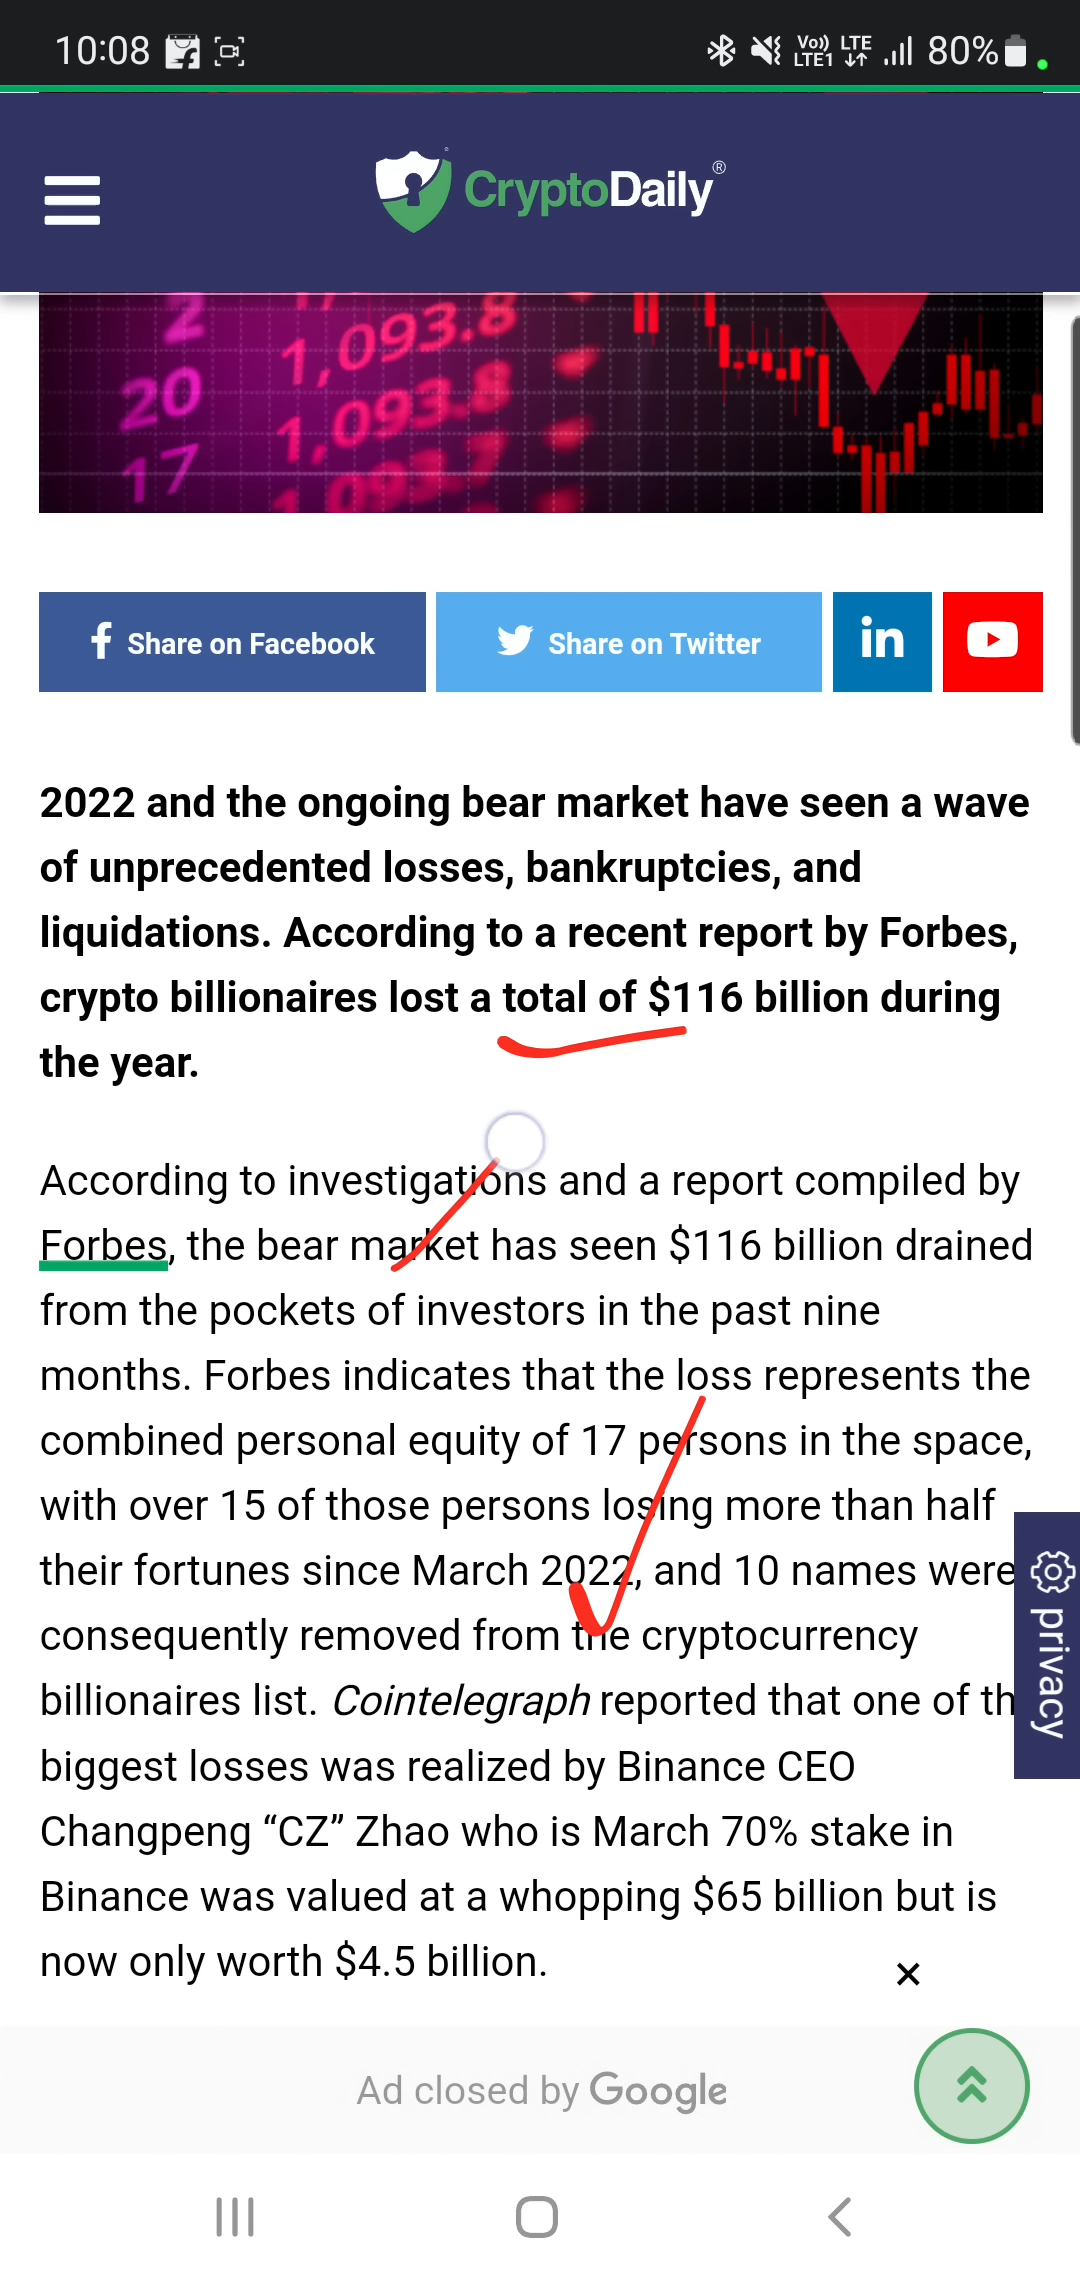 10:08
Vo)) LTE
LTE1
80%
CryptoDaily®
2
1,093.8
20
1,093.8
17
1,093.7
Share on Facebook
Share on Twitter
in
2022 and the ongoing bear market have seen a wave
of unprecedented losses, bankruptcies, and
liquidations. According to a recent report by Forbes,
crypto billionaires lost a total of $116 billion during
the year.
According to investigations and a report compiled by
Forbes, the bear market has seen $116 billion drained
from the pockets of investors in the past nine
months. Forbes indicates that the loss represents the
combined personal equity of 17 persons in the space,
with over 15 of those persons losing more than half
their fortunes since March 2022, and 10 names were
consequently removed from the cryptocurrency
billionaires list. Cointelegraph reported that one of th
biggest losses was realized by Binance CEO
Changpeng “CZ” Zhao who is March 70% stake in
Binance was valued at a whopping $65 billion but is
now only worth $4.5 billion.
privacy
Ad closed by Google